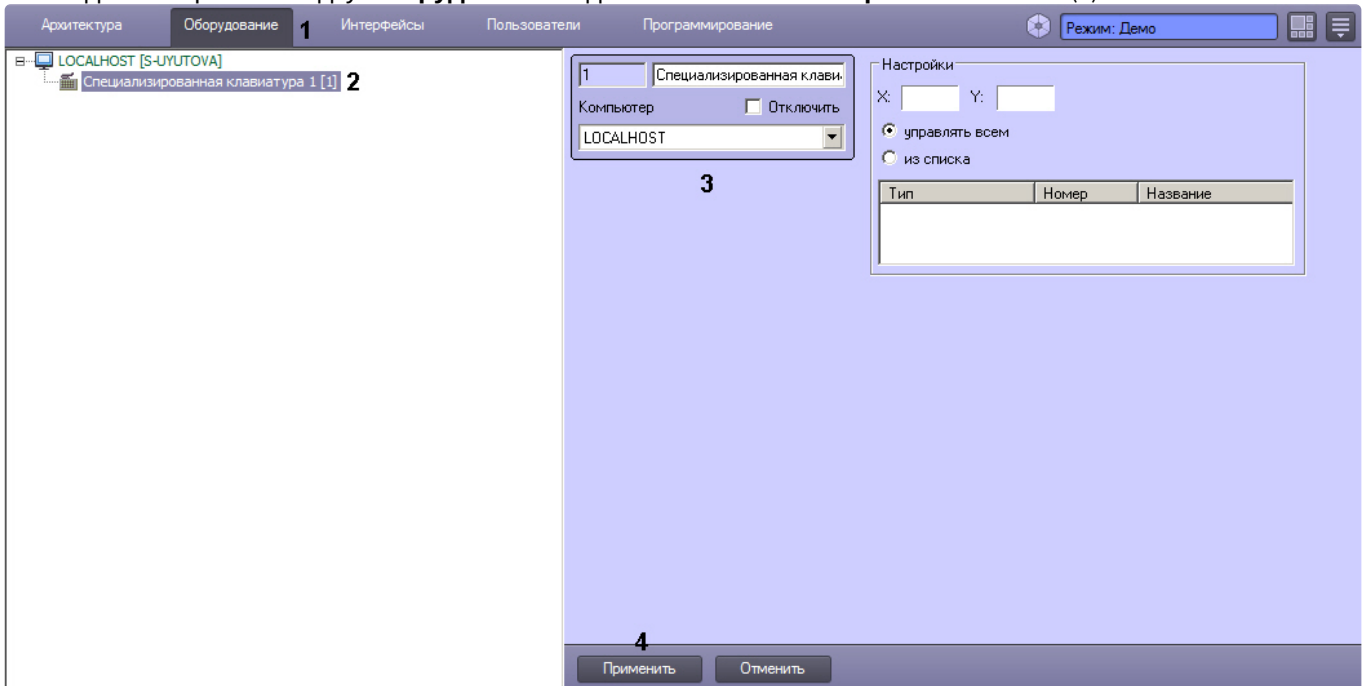 Архитектура Оборудование 1 Интерфейсы Пользователи Программирование Режим: Демо
LOCALHOST [S-UYUTOVA]
Специализированная клавиатура 1 [1] 2
1 Специализированная клави
Компьютер Отключить
LOCALHOST
3
Настройки
X: Y:
управлять всем
из списка
Тип Номер Название
4
Применить Отменить